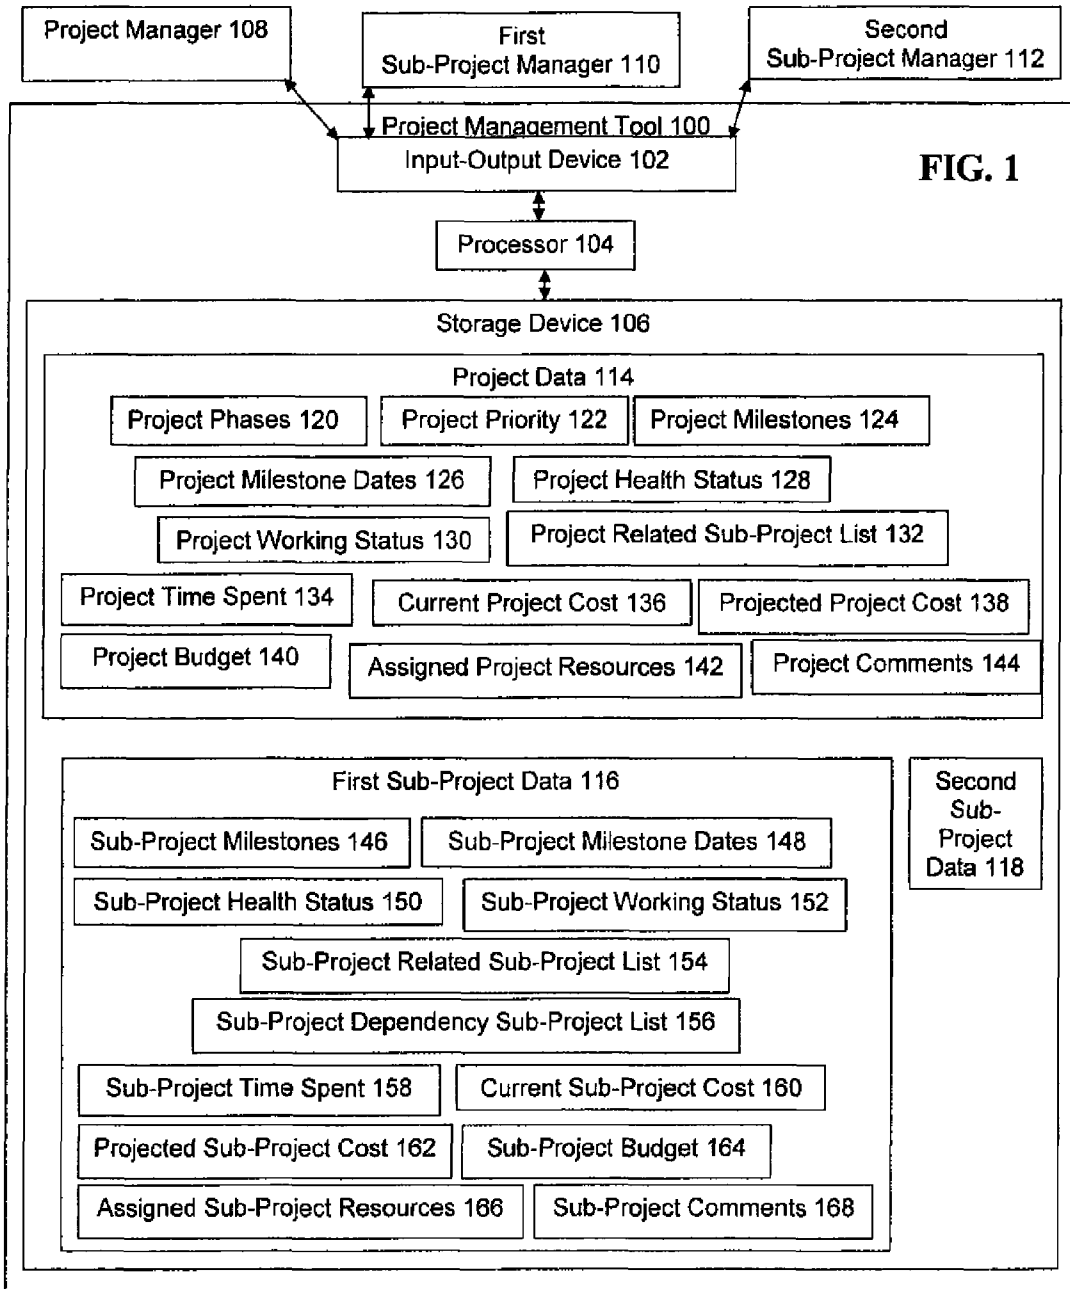 Project Manager 108
First
Sub-Project Manager 110
Second
Sub-Project Manager 112
Project Management Tool 100
Input-Output Device 102
FIG. 1
Processor 104
Storage Device 106
Project Data 114
Project Phases 120
Project Priority 122
Project Milestones 124
Project Milestone Dates 126
Project Health Status 128
Project Working Status 130
Project Related Sub-Project List 132
Project Time Spent 134
Current Project Cost 136
Projected Project Cost 138
Project Budget 140
Assigned Project Resources 142
Project Comments 144
First Sub-Project Data 116
Second
Sub-
Project
Data 118
Sub-Project Milestones 146
Sub-Project Milestone Dates 148
Sub-Project Health Status 150
Sub-Project Working Status 152
Sub-Project Related Sub-Project List 154
Sub-Project Dependency Sub-Project List 156
Sub-Project Time Spent 158
Current Sub-Project Cost 160
Projected Sub-Project Cost 162
Sub-Project Budget 164
Assigned Sub-Project Resources 166
Sub-Project Comments 168